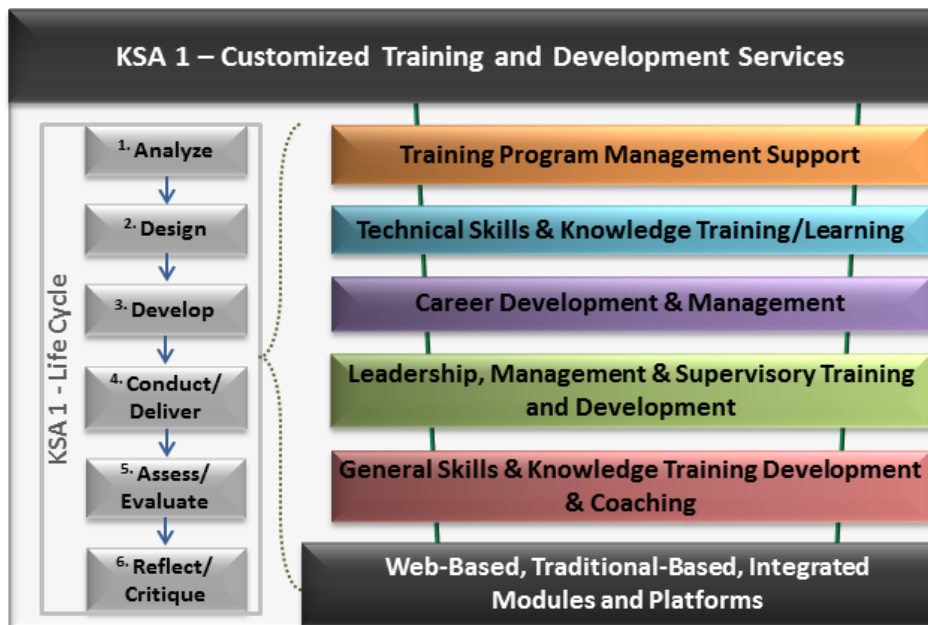 KSA 1 – Customized Training and Development Services
KSA 1 - Life Cycle
1. Analyze
2. Design
3. Develop
4. Conduct/
Deliver
5. Assess/
Evaluate
6. Reflect/
Critique
Training Program Management Support
Technical Skills & Knowledge Training/Learning
Career Development & Management
Leadership, Management & Supervisory Training
and Development
General Skills & Knowledge Training Development
& Coaching
Web-Based, Traditional-Based, Integrated
Modules and Platforms